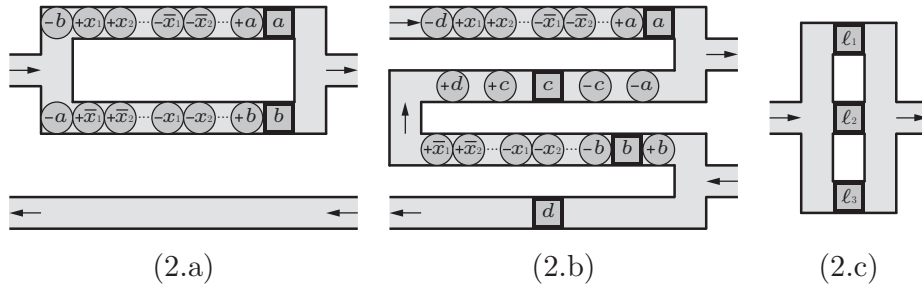 −b +x₁ +x₂ ··· −x̅₁ −x̅₂ ··· +a a
−a +x̅₁ +x̅₂ ··· −x₁ −x₂ ··· +b b
(2.a)
−d +x₁ +x₂ ··· −x̅₁ −x̅₂ ··· +a a
+d +c c −c −a
+x̅₁ +x̅₂ ··· −x₁ −x₂ ··· −b b +b
d
(2.b)
ℓ₁
ℓ₂
ℓ₃
(2.c)